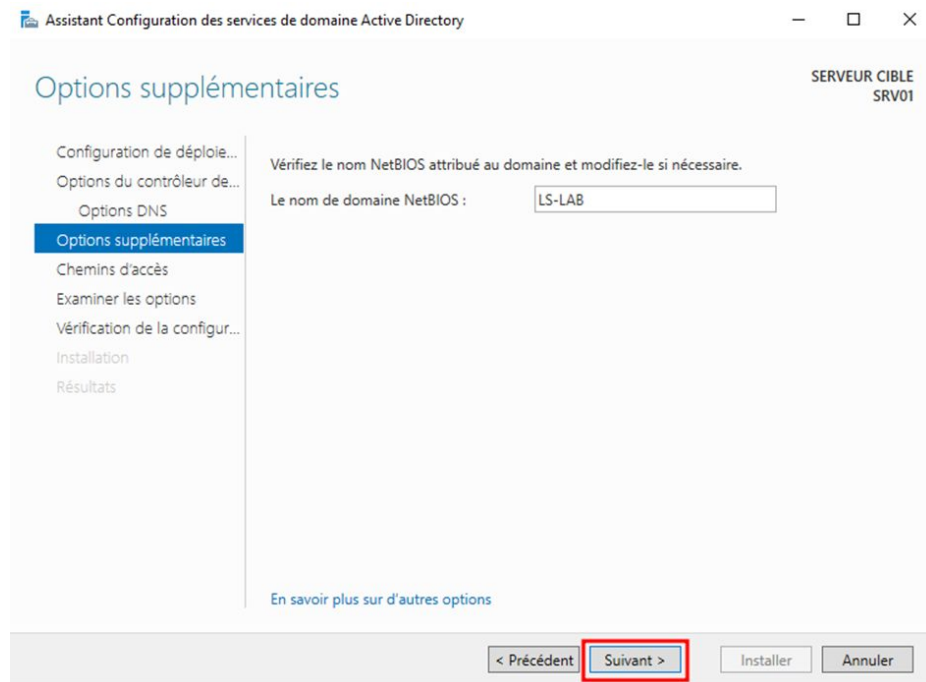 Assistant Configuration des services de domaine Active Directory
Options supplémentaires
SERVEUR CIBLE
SRV01
Configuration de déploie...
Options du contrôleur de...
Options DNS
Options supplémentaires
Chemins d'accès
Examiner les options
Vérification de la configur...
Installation
Résultats
Vérifiez le nom NetBIOS attribué au domaine et modifiez-le si nécessaire.
Le nom de domaine NetBIOS : LS-LAB
En savoir plus sur d'autres options
< Précédent Suivant > Installer Annuler